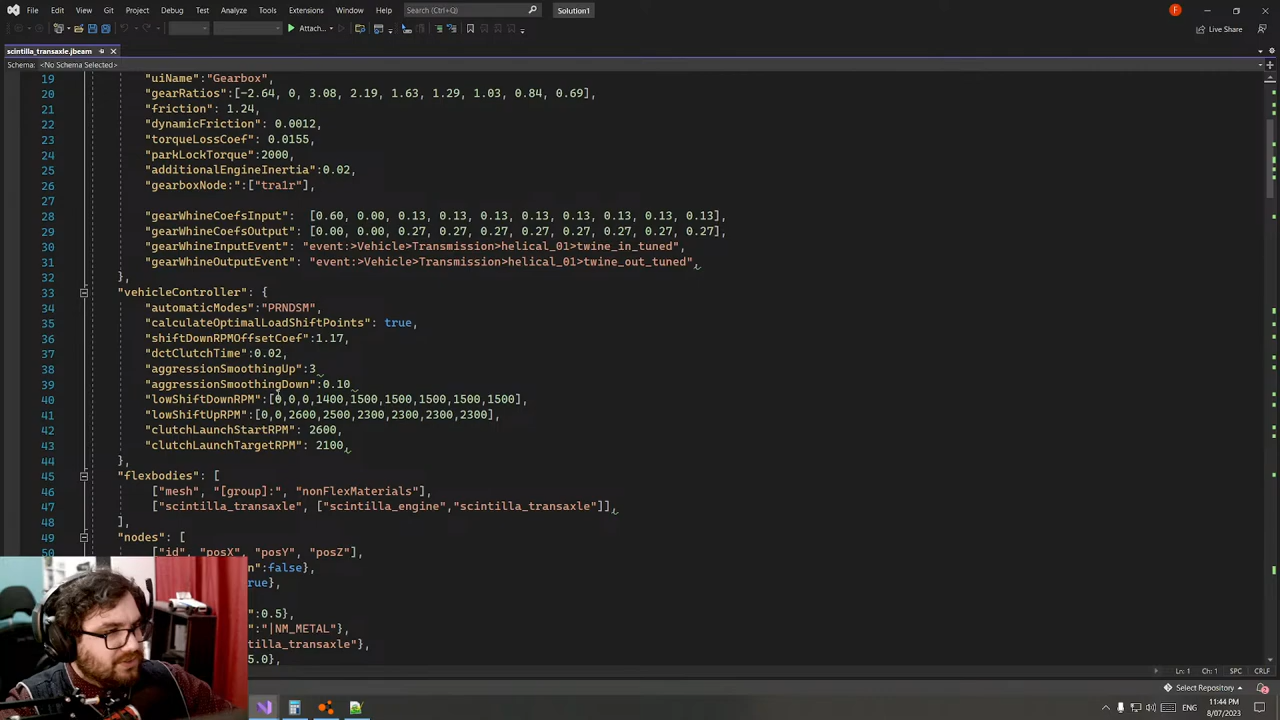 File Edit View Git Project Debug Test Analyze Tools Extensions Window Help Search (Ctrl+Q) Solution1 F
Attach... Live Share
scintilla_transaxle.jbeam
Schema: <No Schema Selected>
19 "uiName":"Gearbox",
20 "gearRatios":[-2.64, 0, 3.08, 2.19, 1.63, 1.29, 1.03, 0.84, 0.69],
21 "friction": 1.24,
22 "dynamicFriction": 0.0012,
23 "torqueLossCoef": 0.0155,
24 "parkLockTorque":2000,
25 "additionalEngineInertia":0.02,
26 "gearboxNode:":["tra1r"],
27
28 "gearWhineCoefsInput":  [0.60, 0.00, 0.13, 0.13, 0.13, 0.13, 0.13, 0.13, 0.13, 0.13],
29 "gearWhineCoefsOutput": [0.00, 0.00, 0.27, 0.27, 0.27, 0.27, 0.27, 0.27, 0.27, 0.27],
30 "gearWhineInputEvent": "event:>Vehicle>Transmission>helical_01>twine_in_tuned",
31 "gearWhineOutputEvent": "event:>Vehicle>Transmission>helical_01>twine_out_tuned",
32 },
33 "vehicleController": {
34 "automaticModes":"PRNDSM",
35 "calculateOptimalLoadShiftPoints": true,
36 "shiftDownRPMOffsetCoef":1.17,
37 "dctClutchTime":0.02,
38 "aggressionSmoothingUp":3
39 "aggressionSmoothingDown":0.10
40 "lowShiftDownRPM":[0,0,0,1400,1500,1500,1500,1500,1500],
41 "lowShiftUpRPM":[0,0,2600,2500,2300,2300,2300,2300],
42 "clutchLaunchStartRPM": 2600,
43 "clutchLaunchTargetRPM": 2100,
44 },
45 "flexbodies": [
46 ["mesh", "[group]:", "nonFlexMaterials"],
47 ["scintilla_transaxle", ["scintilla_engine","scintilla_transaxle"]],
48 ],
49 "nodes": [
50 ["id", "posX", "posY", "posZ"],
n":false},
ue},
:0.5},
":"|NM_METAL"},
ntilla_transaxle"},
5.0},
Ln: 1 Ch: 1 SPC CRLF
Select Repository
ENG 11:44 PM
8/07/2023